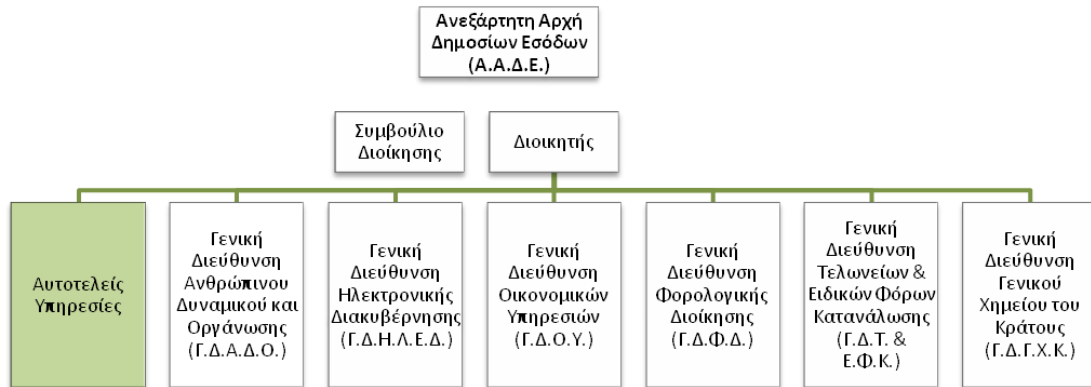 Ανεξάρτητη Αρχή
Δημοσίων Εσόδων
(Α.Α.Δ.Ε.)
Συμβούλιο
Διοίκησης
Διοικητής
Αυτοτελείς
Υπηρεσίες
Γενική
Διεύθυνση
Ανθρώπινου
Δυναμικού και
Οργάνωσης
(Γ.Δ.Α.Δ.Ο.)
Γενική
Διεύθυνση
Ηλεκτρονικής
Διακυβέρνησης
(Γ.Δ.Η.Λ.Ε.Δ.)
Γενική
Διεύθυνση
Οικονομικών
Υπηρεσιών
(Γ.Δ.Ο.Υ.)
Γενική
Διεύθυνση
Φορολογικής
Διοίκησης
(Γ.Δ.Φ.Δ.)
Γενική
Διεύθυνση
Τελωνείων &
Ειδικών Φόρων
Κατανάλωσης
(Γ.Δ.Τ. &
Ε.Φ.Κ.)
Γενική
Διεύθυνση
Γενικού
Χημείου του
Κράτους
(Γ.Δ.Γ.Χ.Κ.)